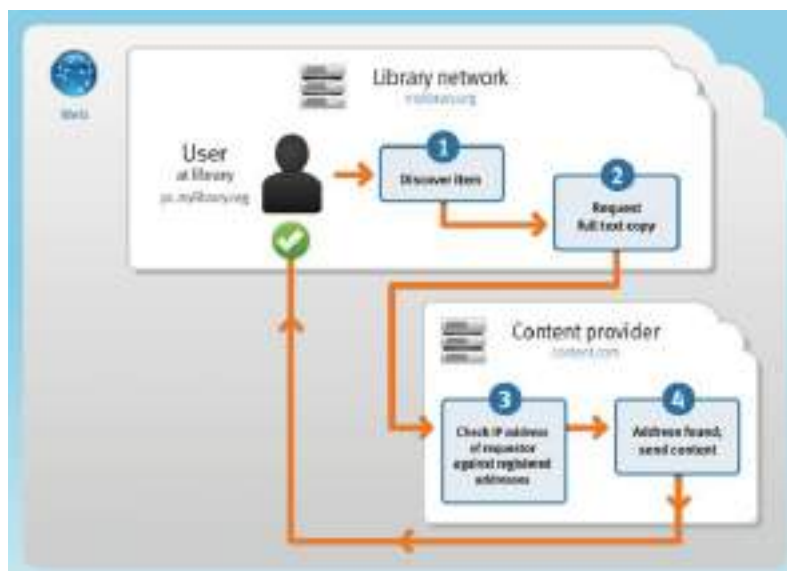 Web
Library network
mylibrary.org
User
at library
pc.mylibrary.org
1
Discover item
2
Request
full text copy
Content provider
content.com
3
Check IP address
of requestor
against registered
addresses
4
Address found,
send content